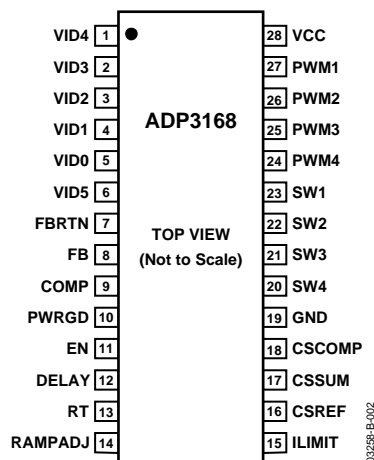 VID4 1 28 VCC
VID3 2 27 PWM1
VID2 3 26 PWM2
VID1 4 ADP3168 25 PWM3
VID0 5 24 PWM4
VID5 6 23 SW1
FBRTN 7 TOP VIEW 22 SW2
FB 8 (Not to Scale) 21 SW3
COMP 9 20 SW4
PWRGD 10 19 GND
EN 11 18 CSCOMP
DELAY 12 17 CSSUM
RT 13 16 CSREF
RAMPADJ 14 15 ILIMIT
03258-B-002